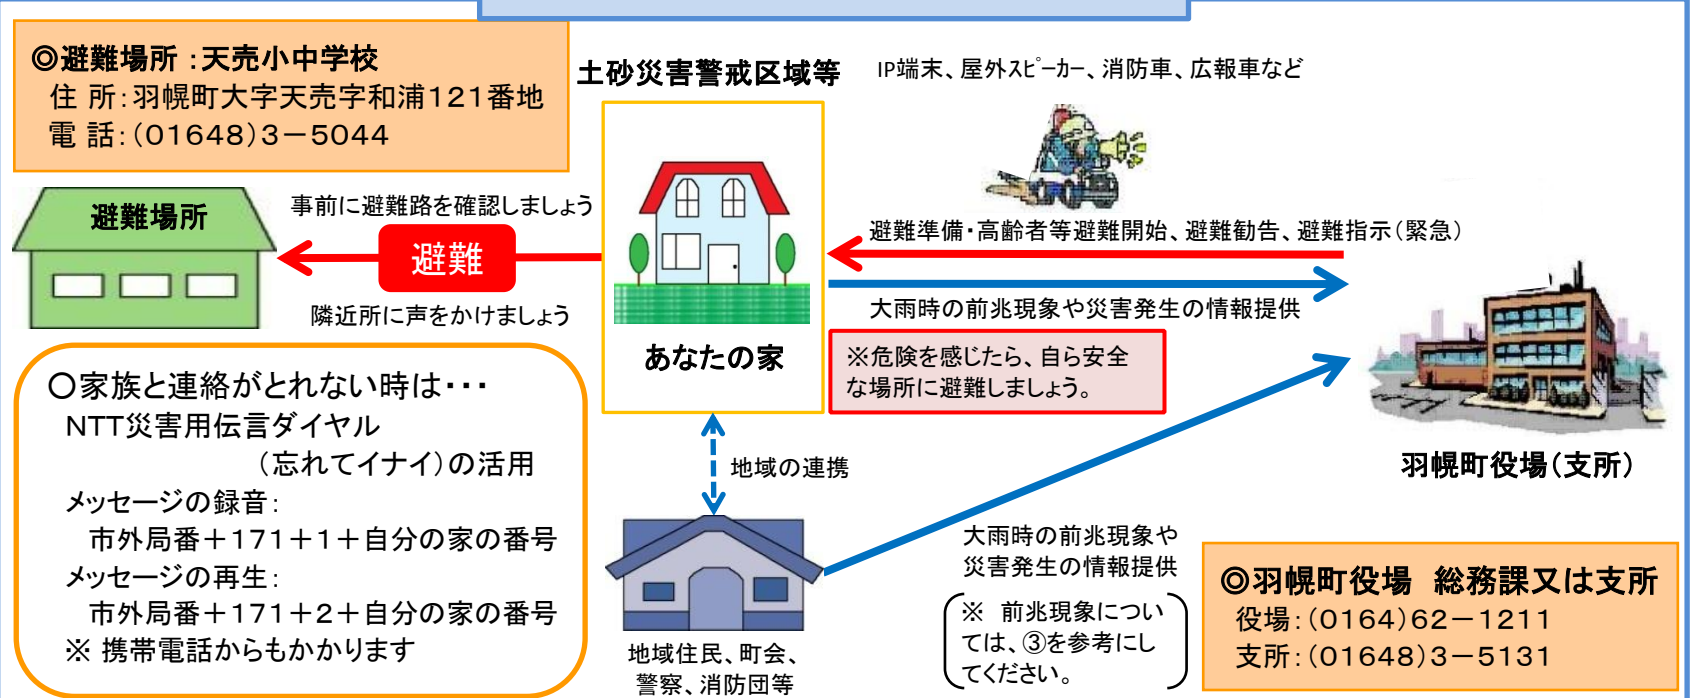 ◎避難場所：天売小中学校
住 所：羽幌町大字天売字和浦１２１番地
電 話：（０１６４８）３－５０４４
土砂災害警戒区域等
IP端末、屋外ｽﾋﾟｰカー、消防車、広報車など
避難場所
事前に避難路を確認しましょう
避難
隣近所に声をかけましょう
避難準備・高齢者等避難開始、避難勧告、避難指示（緊急）
大雨時の前兆現象や災害発生の情報提供
あなたの家
※危険を感じたら、自ら安全
な場所に避難しましょう。
〇家族と連絡がとれない時は・・・
NTT災害用伝言ダイヤル
（忘れてイナイ）の活用
メッセージの録音：
市外局番＋１７１＋１＋自分の家の番号
メッセージの再生：
市外局番＋１７１＋２＋自分の家の番号
※ 携帯電話からもかかります
地域の連携
地域住民、町会、
警察、消防団等
羽幌町役場（支所）
大雨時の前兆現象や
災害発生の情報提供
※ 前兆現象につい
ては、③を参考にし
てください。
◎羽幌町役場 総務課又は支所
役場：（０１６４）６２－１２１１
支所：（０１６４８）３－５１３１